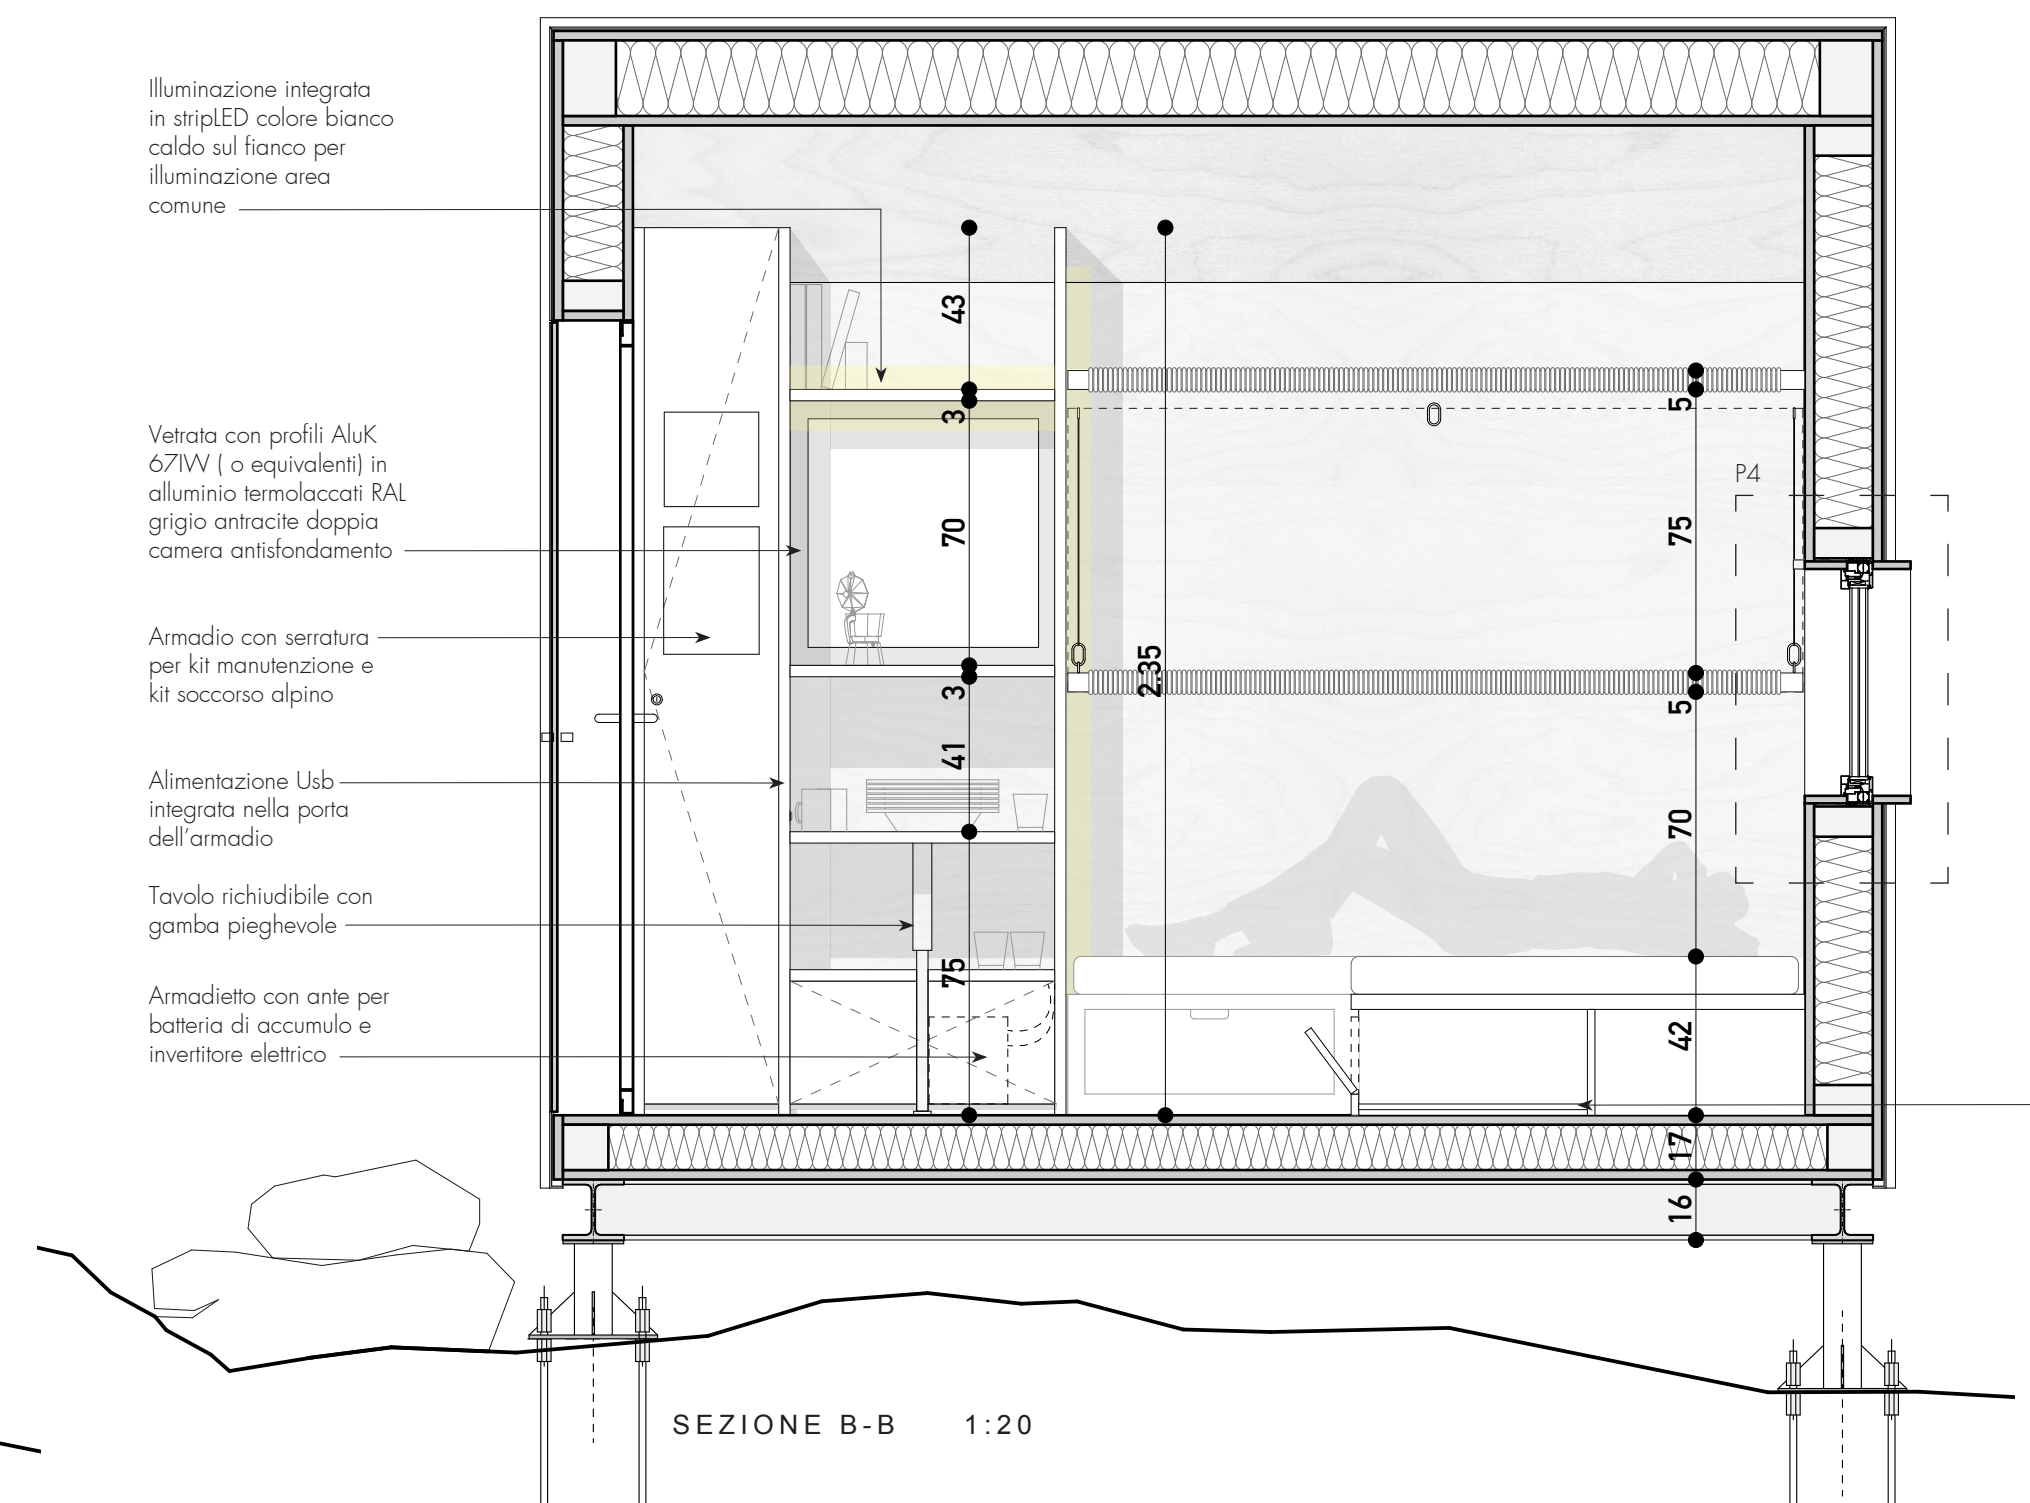 Illuminazione integrata
in stripLED colore bianco
caldo sul fianco per
illuminazione area
comune
Vetrata con profili AluK
67IW ( o equivalenti) in
alluminio termolaccati RAL
grigio antracite doppia
camera antisfondamento
Armadio con serratura
per kit manutenzione e
kit soccorso alpino
Alimentazione Usb
integrata nella porta
dell'armadio
Tavolo richiudibile con
gamba pieghevole
Armadietto con ante per
batteria di accumulo e
invertitore elettrico
43
3
70
3
41
75
2.35
5
75
5
70
42
17
16
P4
SEZIONE B-B 1:20